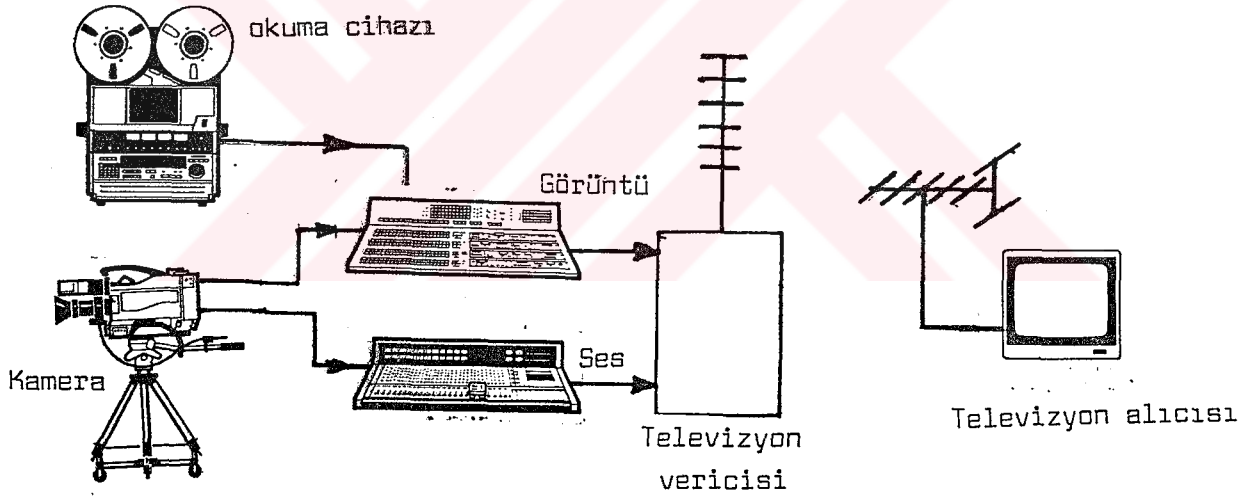 okuma cihazı
Görüntü
Ses
Kamera
Televizyon
vericisi
Televizyon alıcısı